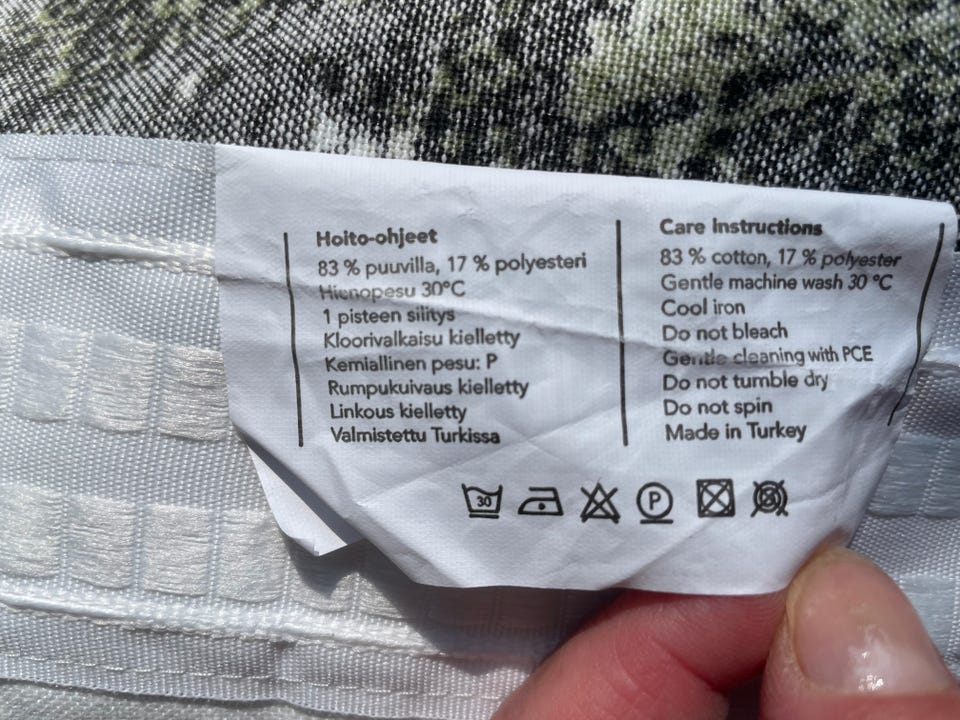 Hoito-ohjeet
83 % puuvilla, 17 % polyesteri
Hienopesu 30°C
1 pisteen silitys
Kloorivalkaisu kielletty
Kemiallinen pesu: P
Rumpukuivaus kielletty
Linkous kielletty
Valmistettu Turkissa
Care instructions
83 % cotton, 17 % polyester
Gentle machine wash 30 °C
Cool iron
Do not bleach
Gentle cleaning with PCE
Do not tumble dry
Do not spin
Made in Turkey
30 P